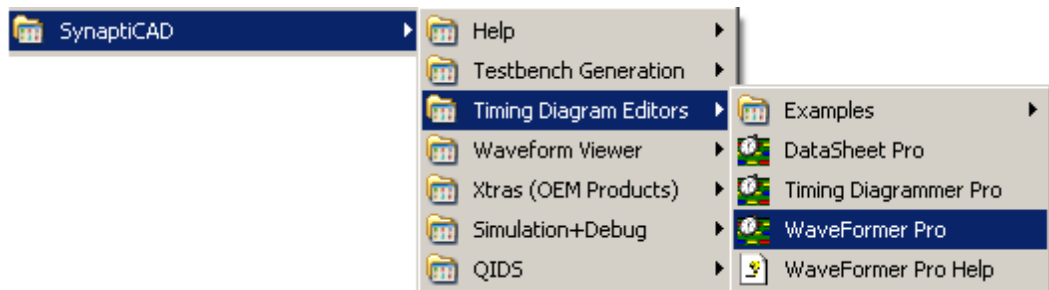 SynaptiCAD
Help
Testbench Generation
Timing Diagram Editors
Waveform Viewer
Xtras (OEM Products)
Simulation+Debug
QIDS
Examples
DataSheet Pro
Timing Diagrammer Pro
WaveFormer Pro
WaveFormer Pro Help